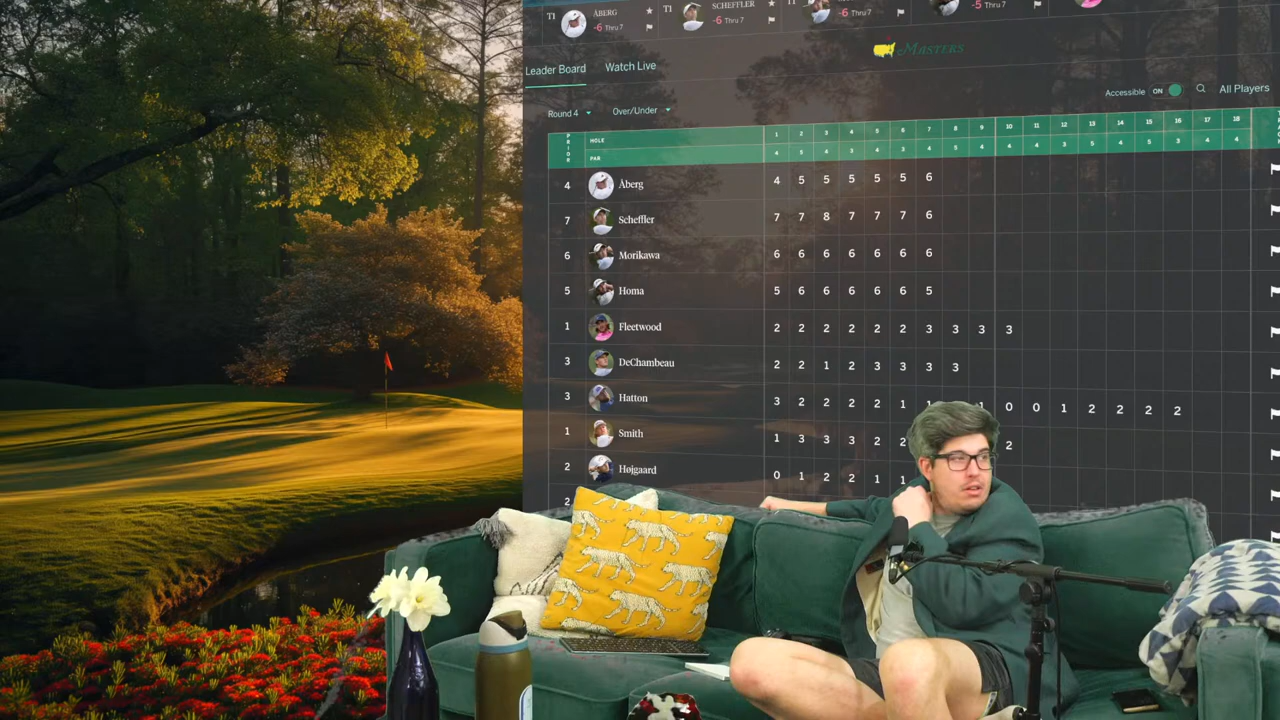 T1 ÅBERG T1 SCHEFFLER T1
-6 Thru 7 -6 Thru 7 -6 Thru 7 -5 Thru 7
MASTERS
Leader Board Watch Live
Accessible ON All Players
Round 4 Over/Under
PRIOR HOLE 1 2 3 4 5 6 7 8 9 10 11 12 13 14 15 16 17 18
PAR 4 5 4 3 4 3 4 5 4 4 4 3 5 4 5 3 4 4
4 Åberg 4 5 5 5 5 5 6
7 Scheffler 7 7 8 7 7 7 6
6 Morikawa 6 6 6 6 6 6 6
5 Homa 5 6 6 6 6 6 5
1 Fleetwood 2 2 2 2 2 2 3 3 3 3
3 DeChambeau 2 2 1 2 3 3 3 3
3 Hatton 3 2 2 2 2 1 1 0 0 1 2 2 2 2
1 Smith 1 3 3 3 2 2 2
2 Højgaard 0 1 2 2 1 1
2